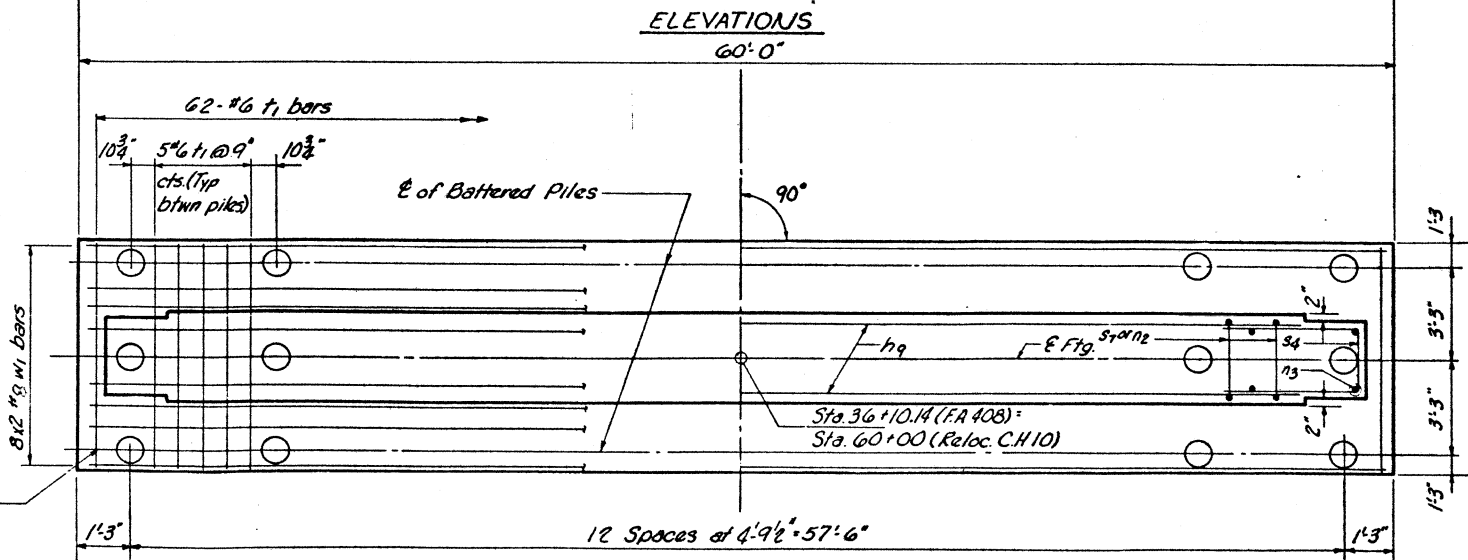 ELEVATIONS
60'-0"
62-#6 t₁ bars
10¾" 5#6 t₁ @ 9" 10¾"
cts. (Typ
btwn piles)
℄ of Battered Piles
90°
1'-3
8x2 #8 w₁ bars
2"
3'-3"
h₉
℄ Ftg.
s₇ or n₂
s₄
n₃
Sta. 36+10.14 (F.A 408) =
Sta. 60+00 (Reloc. C.H 10)
2"
3'-3"
1'-3"
1'-3"
12 Spaces at 4'-9½" = 57'-6"
1'-3"